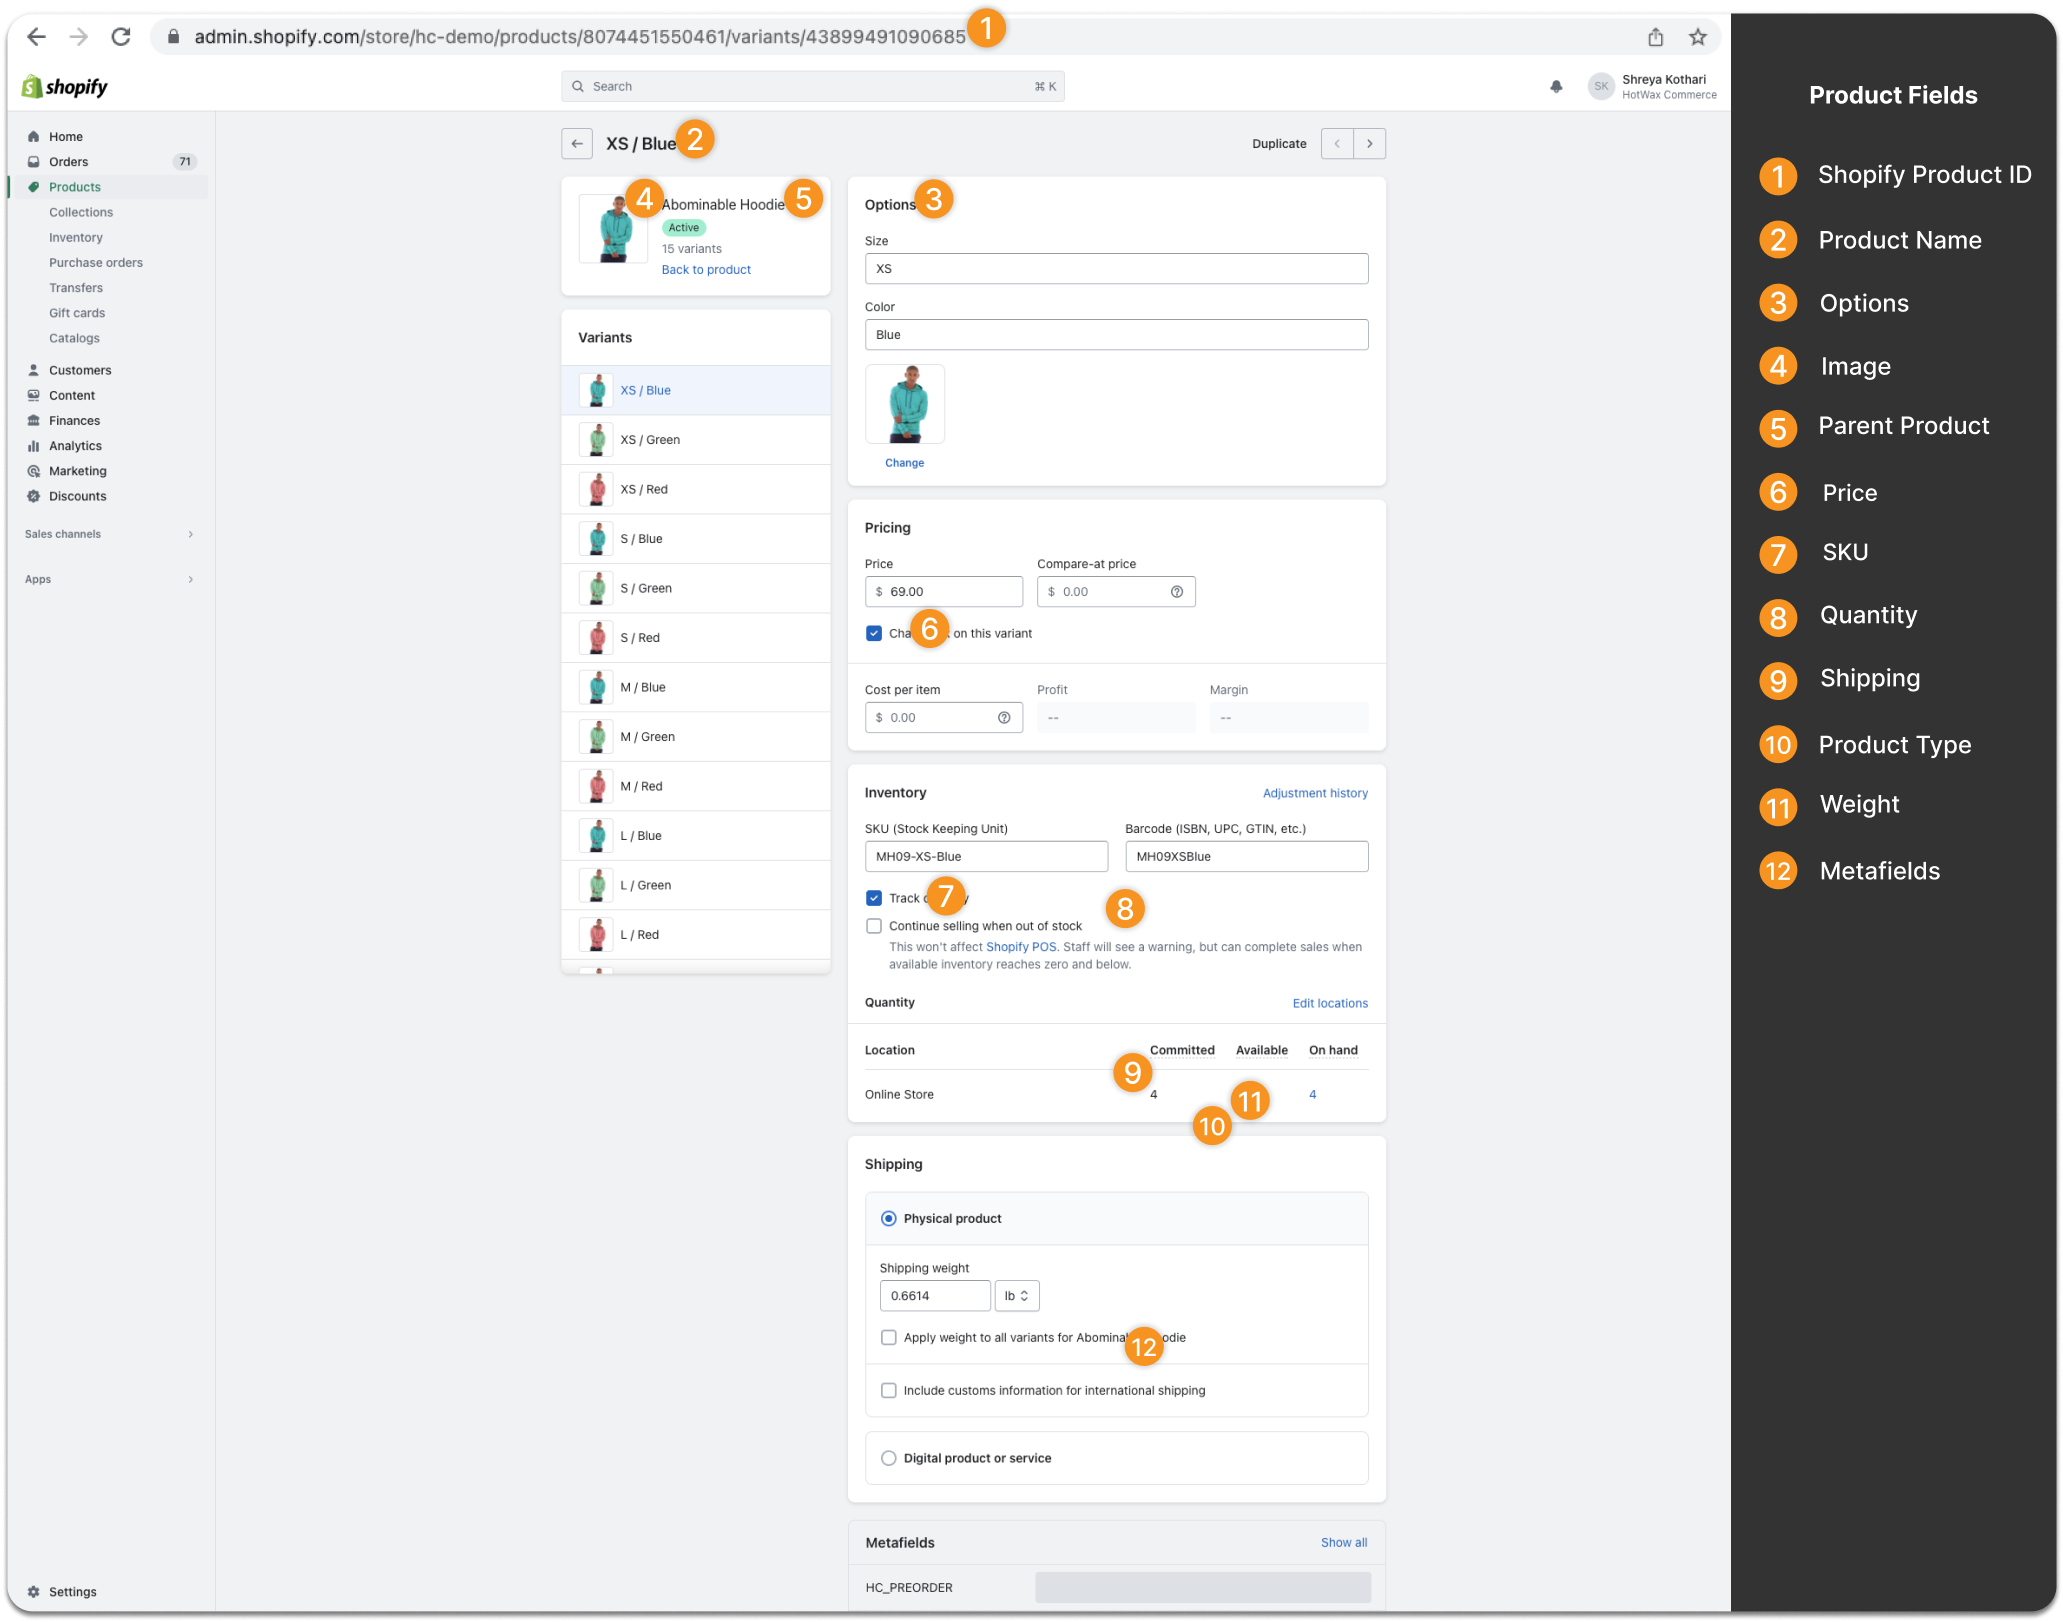 admin.shopify.com/store/hc-demo/products/8074451550461/variants/43899491090685
1
shopify
Search
⌘ K
SK
Shreya Kothari
HotWax Commerce
Home
Orders
71
Products
Collections
Inventory
Purchase orders
Transfers
Gift cards
Catalogs
Customers
Content
Finances
Analytics
Marketing
Discounts
Sales channels
Apps
Settings
XS / Blue
2
Duplicate
4
Abominable Hoodie
5
Active
15 variants
Back to product
Variants
XS / Blue
XS / Green
XS / Red
S / Blue
S / Green
S / Red
M / Blue
M / Green
M / Red
L / Blue
L / Green
L / Red
Options
3
Size
XS
Color
Blue
Change
Pricing
Price
Compare-at price
$ 69.00
$ 0.00
6
on this variant
Cost per item
Profit
Margin
$ 0.00
--
--
Inventory
Adjustment history
SKU (Stock Keeping Unit)
Barcode (ISBN, UPC, GTIN, etc.)
MH09-XS-Blue
MH09XSBlue
Track
7
8
Continue selling when out of stock
This won't affect Shopify POS. Staff will see a warning, but can complete sales when
available inventory reaches zero and below.
Quantity
Edit locations
Location
Committed
Available
On hand
9
Online Store
4
11
4
10
Shipping
Physical product
Shipping weight
0.6614
lb
Apply weight to all variants for
12
Include customs information for international shipping
Digital product or service
Metafields
Show all
HC_PREORDER
Product Fields
1 Shopify Product ID
2 Product Name
3 Options
4 Image
5 Parent Product
6 Price
7 SKU
8 Quantity
9 Shipping
10 Product Type
11 Weight
12 Metafields